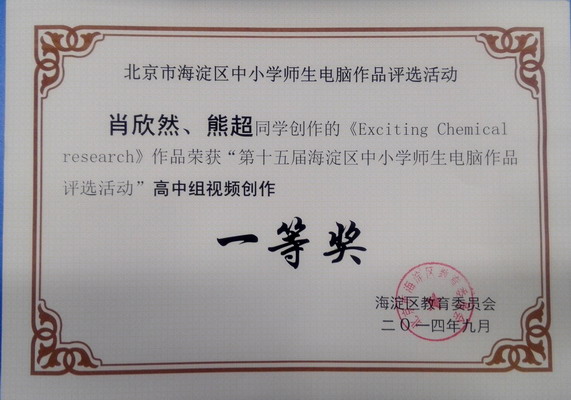 北京市海淀区中小学师生电脑作品评选活动
肖欣然、熊超同学创作的《Exciting Chemical
research》作品荣获“第十五届海淀区中小学师生电脑作品
评选活动”高中组视频创作
一等奖
海淀区教育委员会
二〇一四年九月